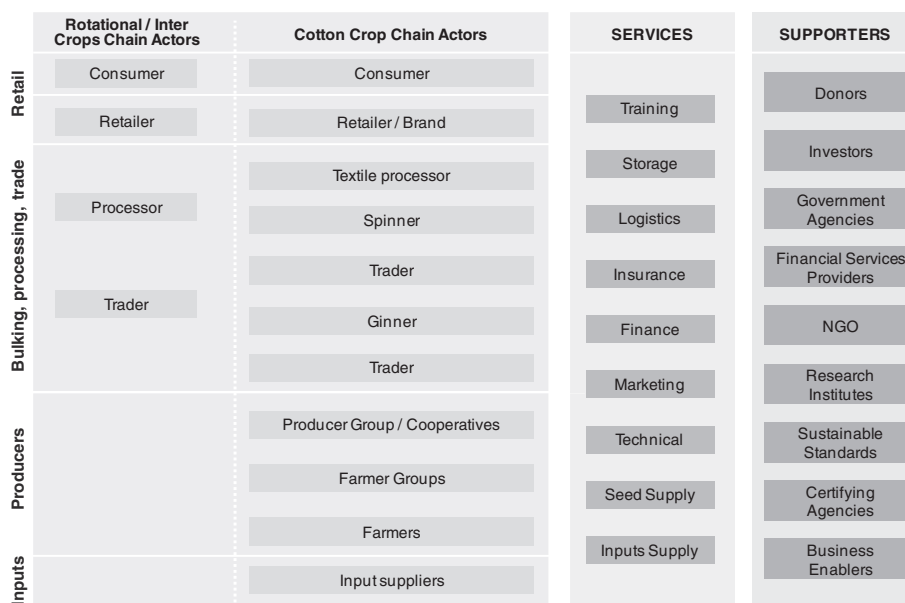 Rotational / Inter
Crops Chain Actors
Cotton Crop Chain Actors
SERVICES
SUPPORTERS
Retail
Consumer
Consumer
Retailer
Retailer / Brand
Bulking, processing, trade
Processor
Trader
Textile processor
Spinner
Trader
Ginner
Trader
Producers
Producer Group / Cooperatives
Farmer Groups
Farmers
Inputs
Input suppliers
Training
Storage
Logistics
Insurance
Finance
Marketing
Technical
Seed Supply
Inputs Supply
Donors
Investors
Government
Agencies
Financial Services
Providers
NGO
Research
Institutes
Sustainable
Standards
Certifying
Agencies
Business
Enablers